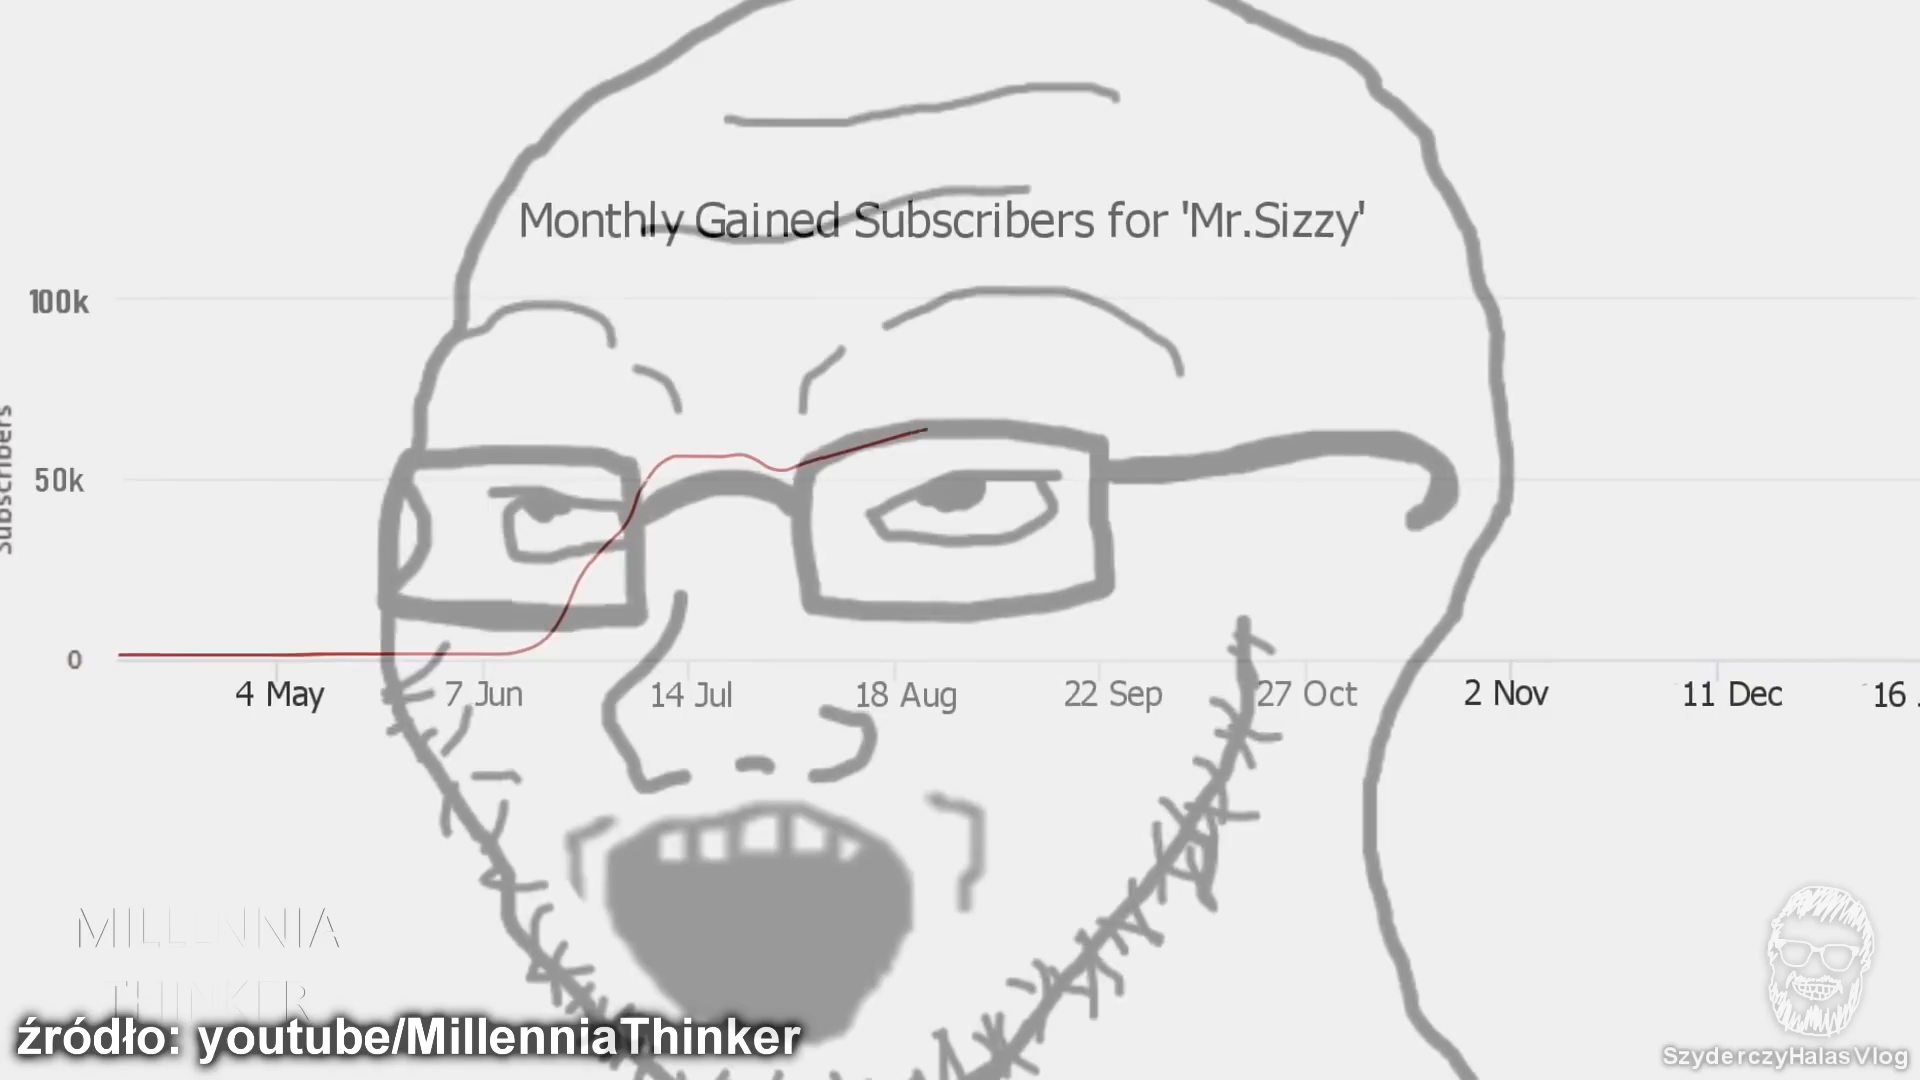 Monthly Gained Subscribers for 'Mr.Sizzy'
100k
50k
0
Subscribers
4 May 7 Jun 14 Jul 18 Aug 22 Sep 27 Oct 2 Nov 11 Dec 16
MILLENNIA
THINKER
źródło: youtube/MillenniaThinker
SzyderczyHalasVlog